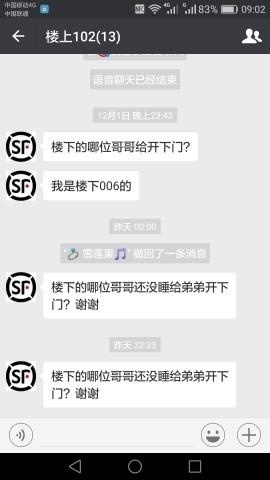 中国移动4G
中国联通
4G
G
83%
09:02
楼上102(13)
语音聊天已经结束
12月1日 晚上23:43
楼下的哪位哥哥给开下门?
SF
我是楼下006的
SF
昨天 00:00
"💍 雪莲果🎵" 撤回了一条消息
楼下的哪位哥哥还没睡给弟弟开下
门？谢谢
SF
昨天 22:33
楼下的哪位哥哥还没睡给弟弟开下
门？谢谢
SF